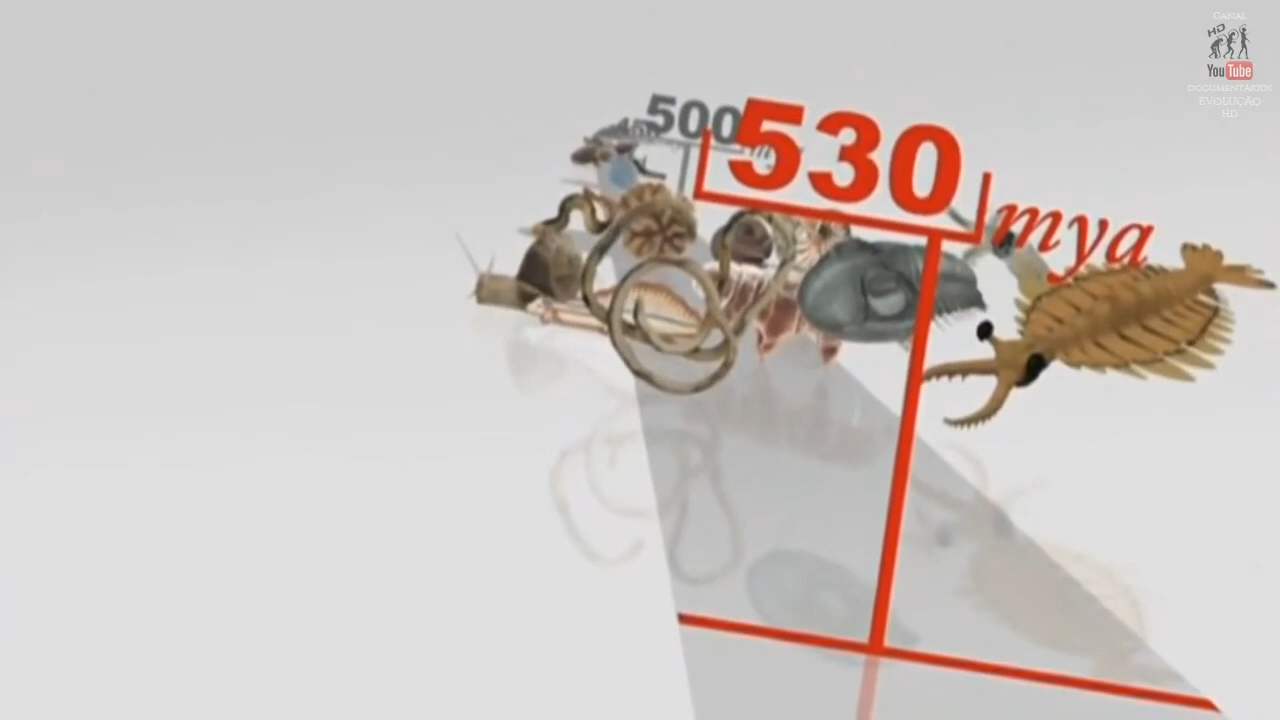 CANAL
HD
YouTube
DOCUMENTÁRIOS
EVOLUÇÃO
HD
500
530
mya